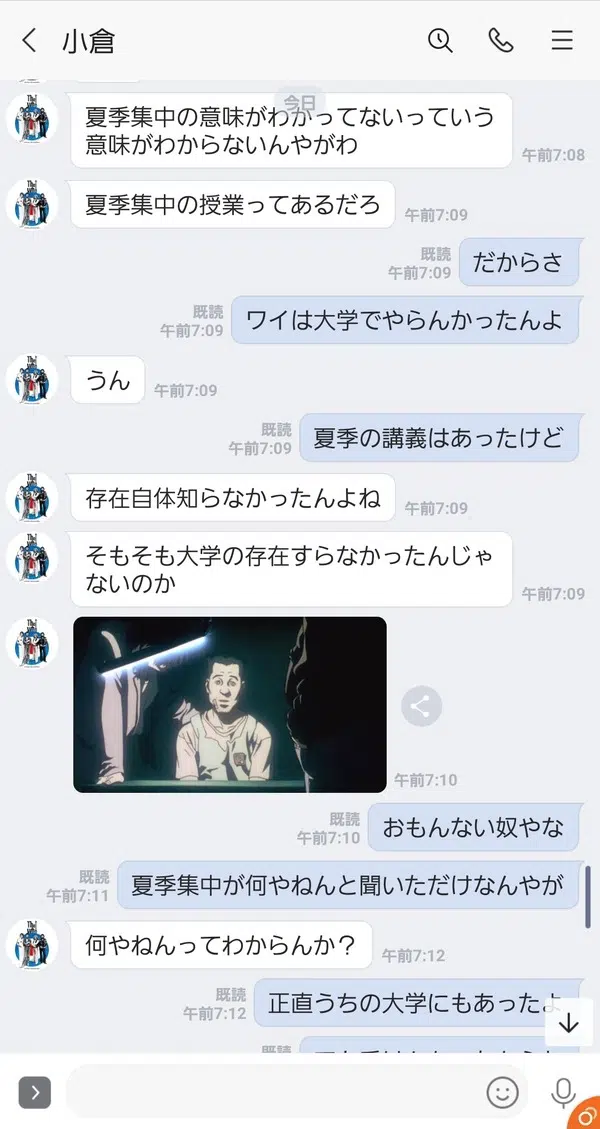 小倉
今日
夏季集中の意味がわかってないっていう
意味がわからないんやがわ
午前7:08
夏季集中の授業ってあるだろ
午前7:09
既読
午前7:09
だからさ
既読
午前7:09
ワイは大学でやらんかったんよ
うん
午前7:09
既読
午前7:09
夏季の講義はあったけど
存在自体知らなかったんよね
午前7:09
そもそも大学の存在すらなかったんじゃ
ないのか
午前7:09
午前7:10
既読
午前7:10
おもんない奴やな
既読
午前7:11
夏季集中が何やねんと聞いただけなんやが
何やねんってわからんか？
午前7:12
既読
午前7:12
正直うちの大学にもあったよ
既読